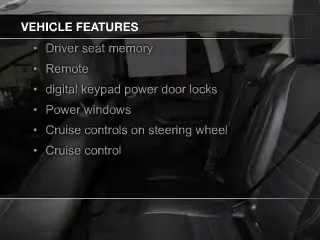 VEHICLE FEATURES
• Driver seat memory
• Remote
• digital keypad power door locks
• Power windows
• Cruise controls on steering wheel
• Cruise control